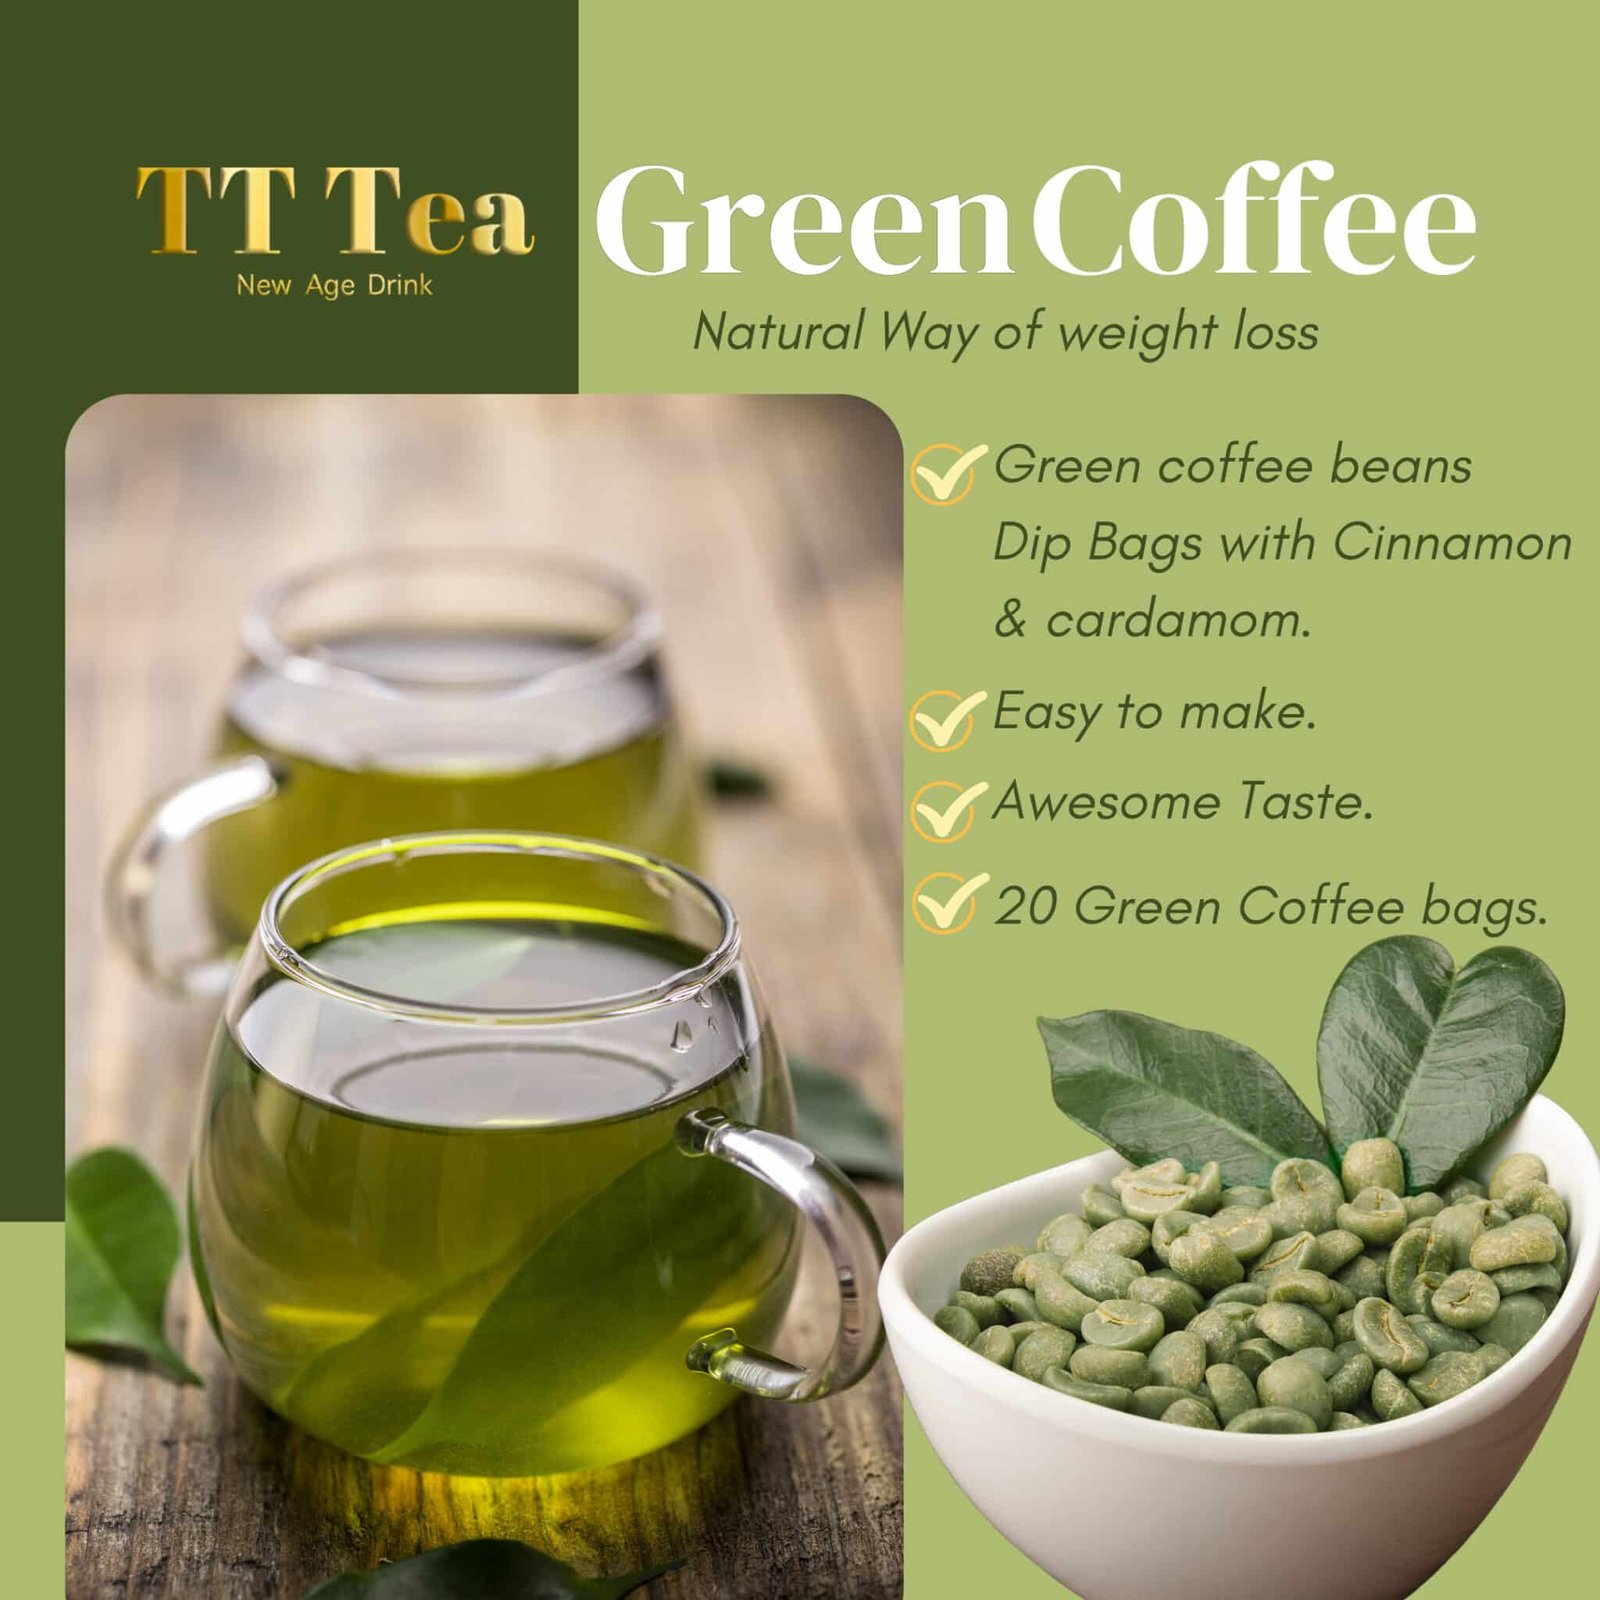 TT Tea
New Age Drink
Green Coffee
Natural Way of weight loss
Green coffee beans
Dip Bags with Cinnamon
& cardamom.
Easy to make.
Awesome Taste.
20 Green Coffee bags.